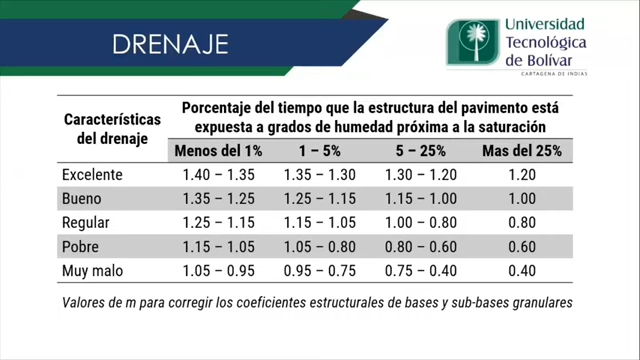 DRENAJE
Universidad
Tecnológica
de Bolívar
CARTAGENA DE INDIAS
Características del drenaje
Porcentaje del tiempo que la estructura del pavimento está
expuesta a grados de humedad próxima a la saturación
Menos del 1% 1 – 5% 5 – 25% Mas del 25%
Excelente 1.40 – 1.35 1.35 – 1.30 1.30 – 1.20 1.20
Bueno 1.35 – 1.25 1.25 – 1.15 1.15 – 1.00 1.00
Regular 1.25 – 1.15 1.15 – 1.05 1.00 – 0.80 0.80
Pobre 1.15 – 1.05 1.05 – 0.80 0.80 – 0.60 0.60
Muy malo 1.05 – 0.95 0.95 – 0.75 0.75 – 0.40 0.40
Valores de m para corregir los coeficientes estructurales de bases y sub-bases granulares